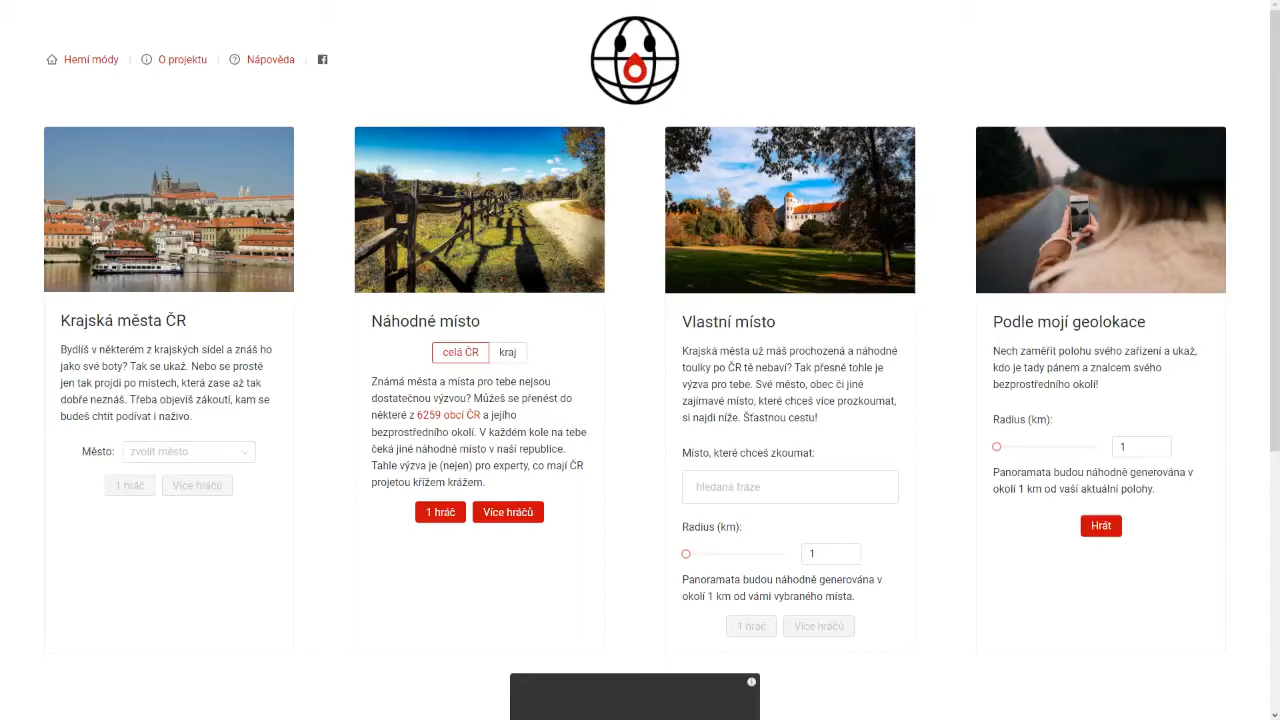 Herní módy
O projektu
Nápověda
Krajská města ČR
Bydlíš v některém z krajských sídel a znáš ho
jako své boty? Tak se ukaž. Nebo se prostě
jen tak projdi po místech, která zase až tak
dobře neznáš. Třeba objevíš zákoutí, kam se
budeš chtít podívat i naživo.
Město:
zvolit město
1 hráč
Více hráčů
Náhodné místo
celá ČR
kraj
Známá města a místa pro tebe nejsou
dostatečnou výzvou? Můžeš se přenést do
některé z 6259 obcí ČR a jejího
bezprostředního okolí. V každém kole na tebe
čeká jiné náhodné místo v naší republice.
Tahle výzva je (nejen) pro experty, co mají ČR
projetou křížem krážem.
1 hráč
Více hráčů
Vlastní místo
Krajská města už máš prochozená a náhodné
toulky po ČR tě nebaví? Tak přesně tohle je
výzva pro tebe. Své město, obec či jiné
zajímavé místo, které chceš více prozkoumat,
si najdi níže. Šťastnou cestu!
Místo, které chceš zkoumat:
hledaná fráze
Radius (km):
1
Panoramata budou náhodně generována v
okolí 1 km od vámi vybraného místa.
1 hráč
Více hráčů
Podle mojí geolokace
Nech zaměřit polohu svého zařízení a ukaž,
kdo je tady pánem a znalcem svého
bezprostředního okolí!
Radius (km):
1
Panoramata budou náhodně generována v
okolí 1 km od vaší aktuální polohy.
Hrát